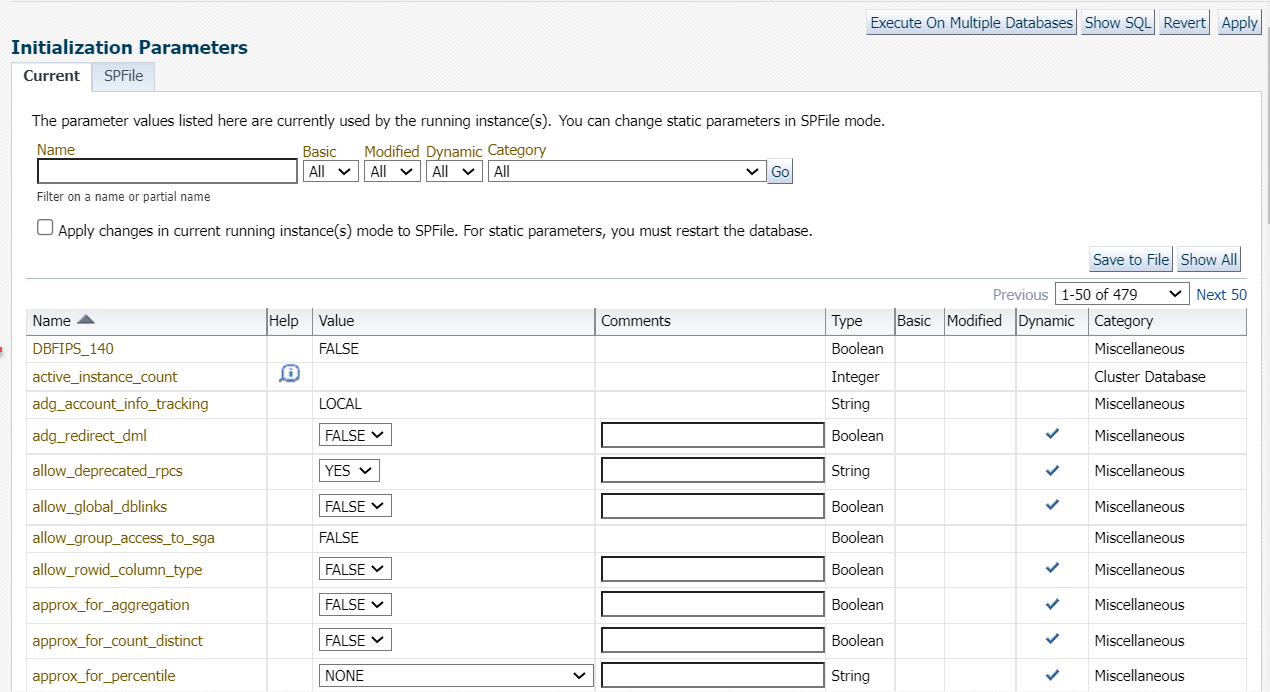 Execute On Multiple Databases Show SQL Revert Apply
Initialization Parameters
Current SPFile
The parameter values listed here are currently used by the running instance(s). You can change static parameters in SPFile mode.
Name Basic Modified Dynamic Category
All All All All Go
Filter on a name or partial name
Apply changes in current running instance(s) mode to SPFile. For static parameters, you must restart the database.
Save to File Show All
Previous 1-50 of 479 Next 50
Name Help Value Comments Type Basic Modified Dynamic Category
DBFIPS_140 FALSE Boolean Miscellaneous
active_instance_count Integer Cluster Database
adg_account_info_tracking LOCAL String Miscellaneous
adg_redirect_dml FALSE Boolean Miscellaneous
allow_deprecated_rpcs YES String Miscellaneous
allow_global_dblinks FALSE Boolean Miscellaneous
allow_group_access_to_sga FALSE Boolean Miscellaneous
allow_rowid_column_type FALSE Boolean Miscellaneous
approx_for_aggregation FALSE Boolean Miscellaneous
approx_for_count_distinct FALSE Boolean Miscellaneous
approx_for_percentile NONE String Miscellaneous